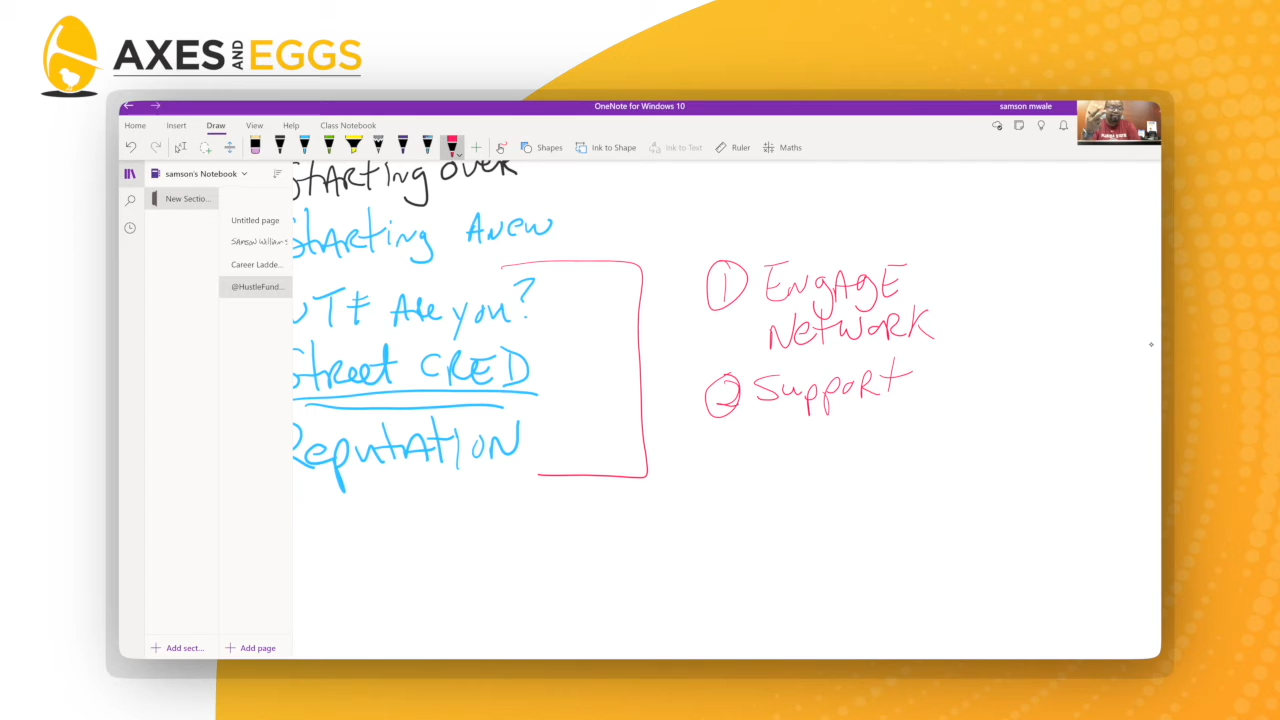 AXES AND EGGS
OneNote for Windows 10
samson mwale
Home Insert Draw View Help Class Notebook
Shapes Ink to Shape Ink to Text Ruler Maths
samson's Notebook
New Sectio...
Untitled page
Samson Williams
Career Ladde...
@HustleFund...
Add sect...
Add page
Starting Over
Starting Anew
WTF Are you?
Street CRED
Reputation
1 Engage
Network
2 Support